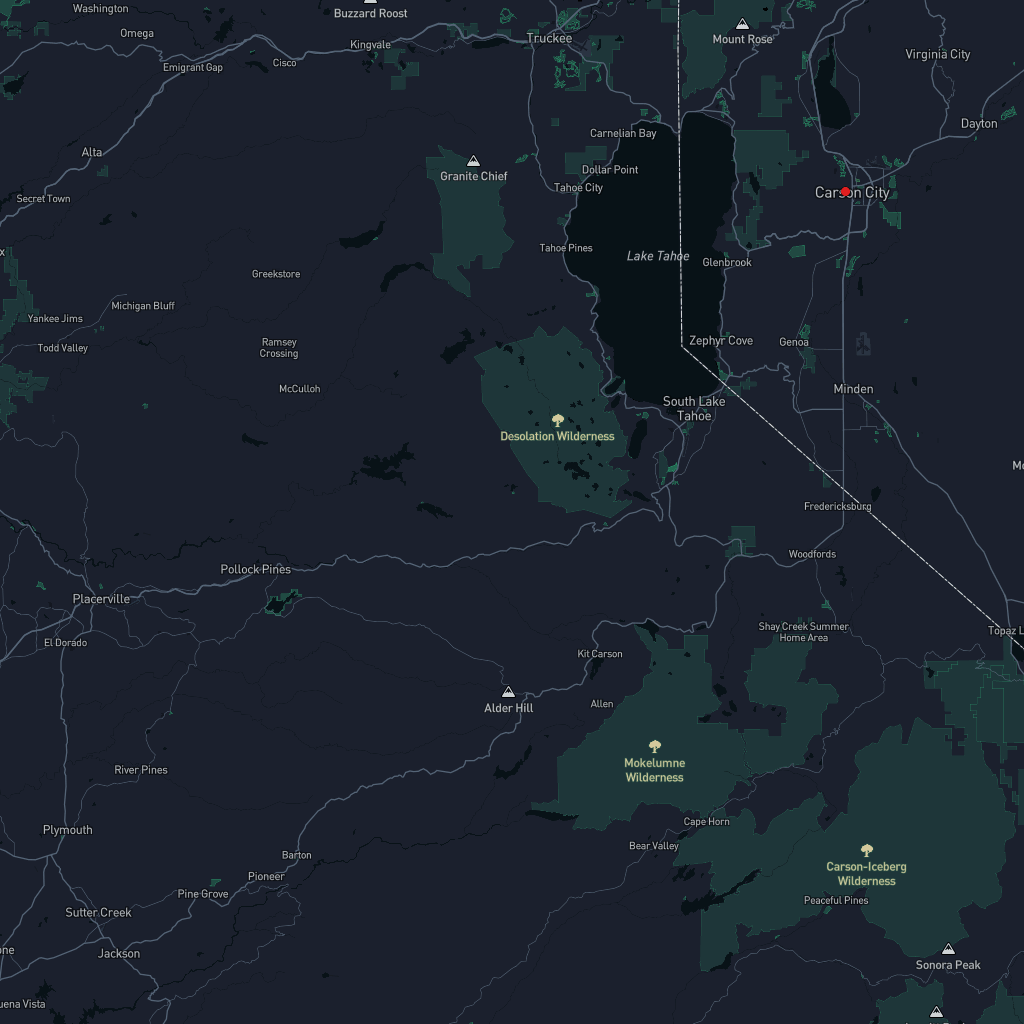 Washington
Buzzard Roost
Omega
Kingvale
Truckee
Mount Rose
Virginia City
Emigrant Gap
Cisco
Dayton
Carnelian Bay
Alta
Granite Chief
Dollar Point
Tahoe City
Carson City
Secret Town
x
Tahoe Pines
Lake Tahoe
Glenbrook
Greekstore
Michigan Bluff
Yankee Jims
Todd Valley
Ramsey
Crossing
Zephyr Cove
Genoa
McCulloh
Minden
South Lake
Tahoe
Desolation Wilderness
Mo
Fredericksburg
Woodfords
Pollock Pines
Placerville
El Dorado
Shay Creek Summer
Home Area
Topaz L
Kit Carson
Alder Hill
Allen
Mokelumne
Wilderness
River Pines
Plymouth
Cape Horn
Bear Valley
Barton
Carson-Iceberg
Wilderness
Pioneer
Pine Grove
Peaceful Pines
Sutter Creek
one
Jackson
Sonora Peak
uena Vista